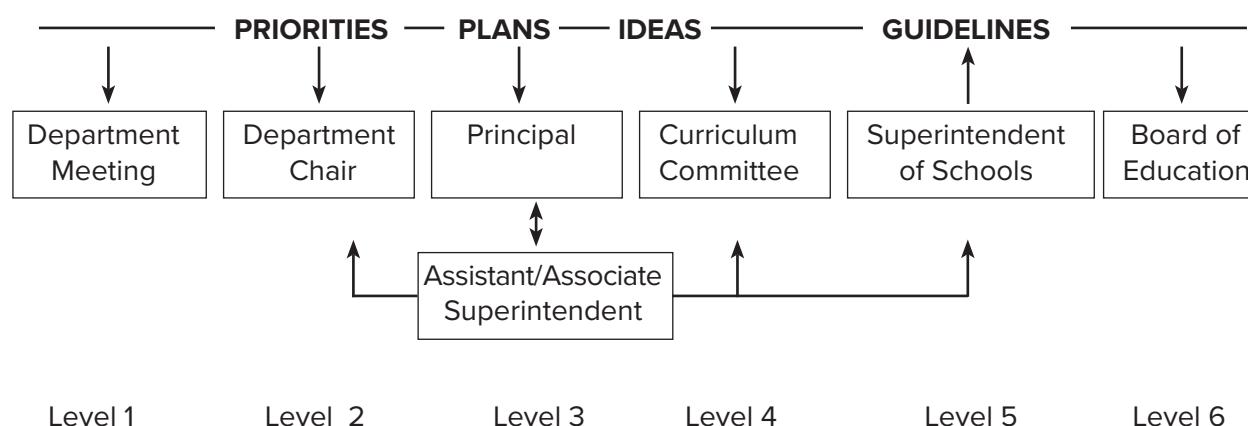 PRIORITIES PLANS IDEAS GUIDELINES
Department
Meeting
Department
Chair
Principal
Curriculum
Committee
Superintendent
of Schools
Board of
Education
Assistant/Associate
Superintendent
Level 1 Level 2 Level 3 Level 4 Level 5 Level 6